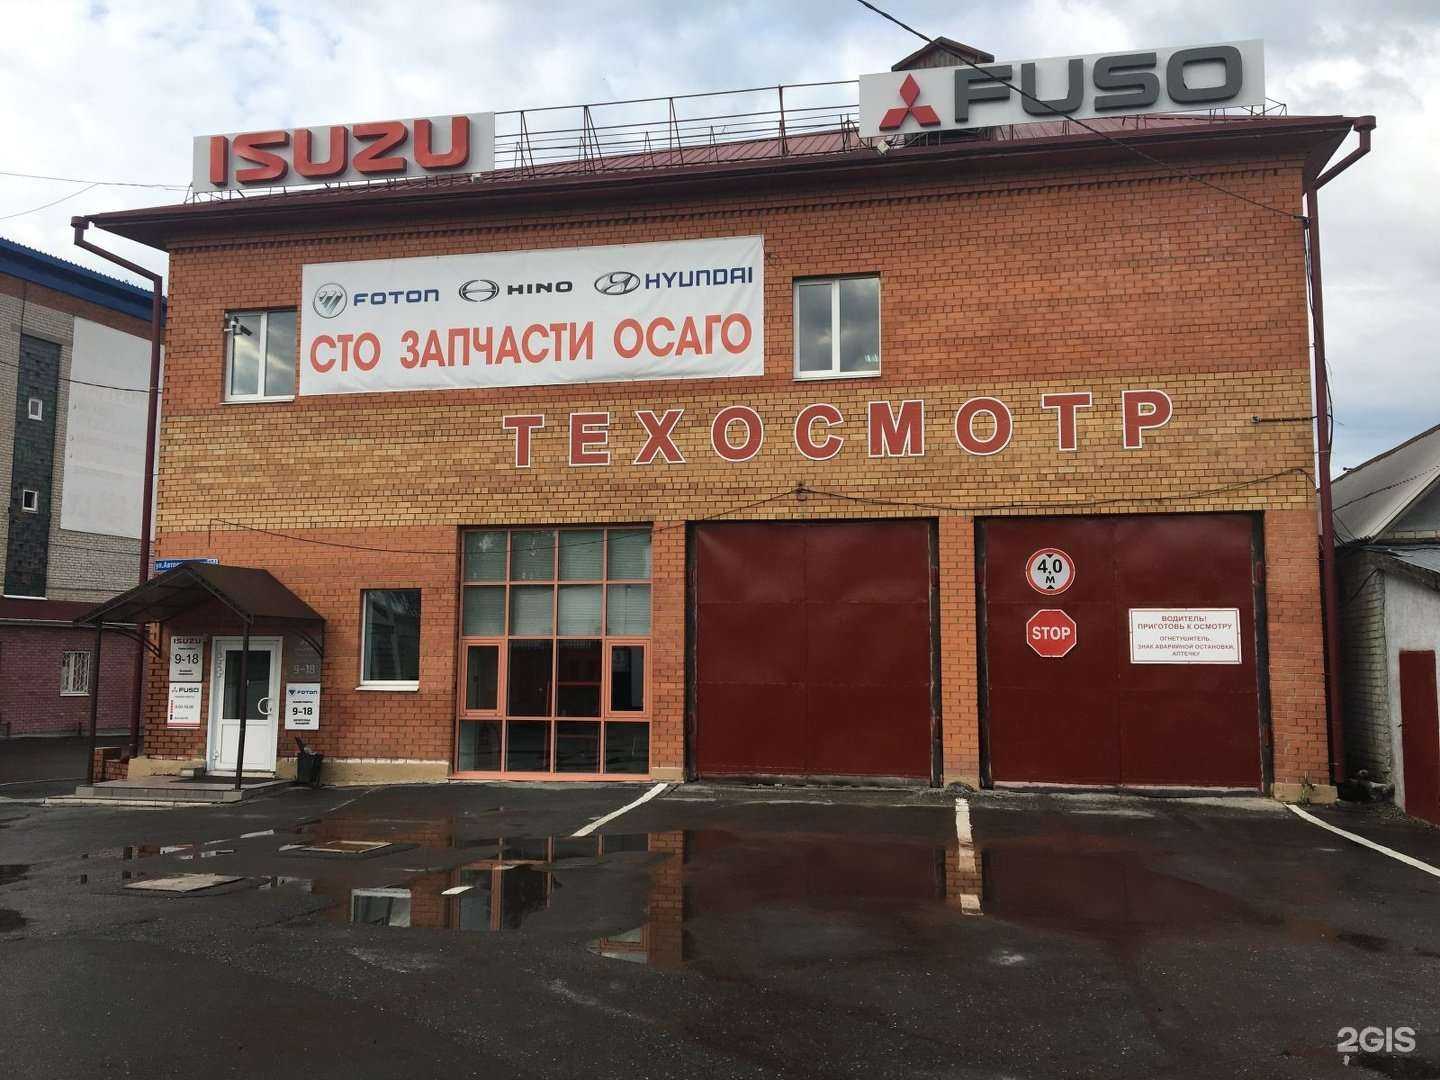 ISUZU
FUSO
FOTON HINO HYUNDAI
СТО ЗАПЧАСТИ ОСАГО
ТЕХОСМОТР
4,0
М
STOP
ВОДИТЕЛЬ!
ПРИГОТОВЬ К ОСМОТРУ
ОГНЕТУШИТЕЛЬ,
ЗНАК АВАРИЙНОЙ ОСТАНОВКИ,
АПТЕЧКУ
ISUZU
9-18
FUSO
9-18
FOTON
9-18
2GIS